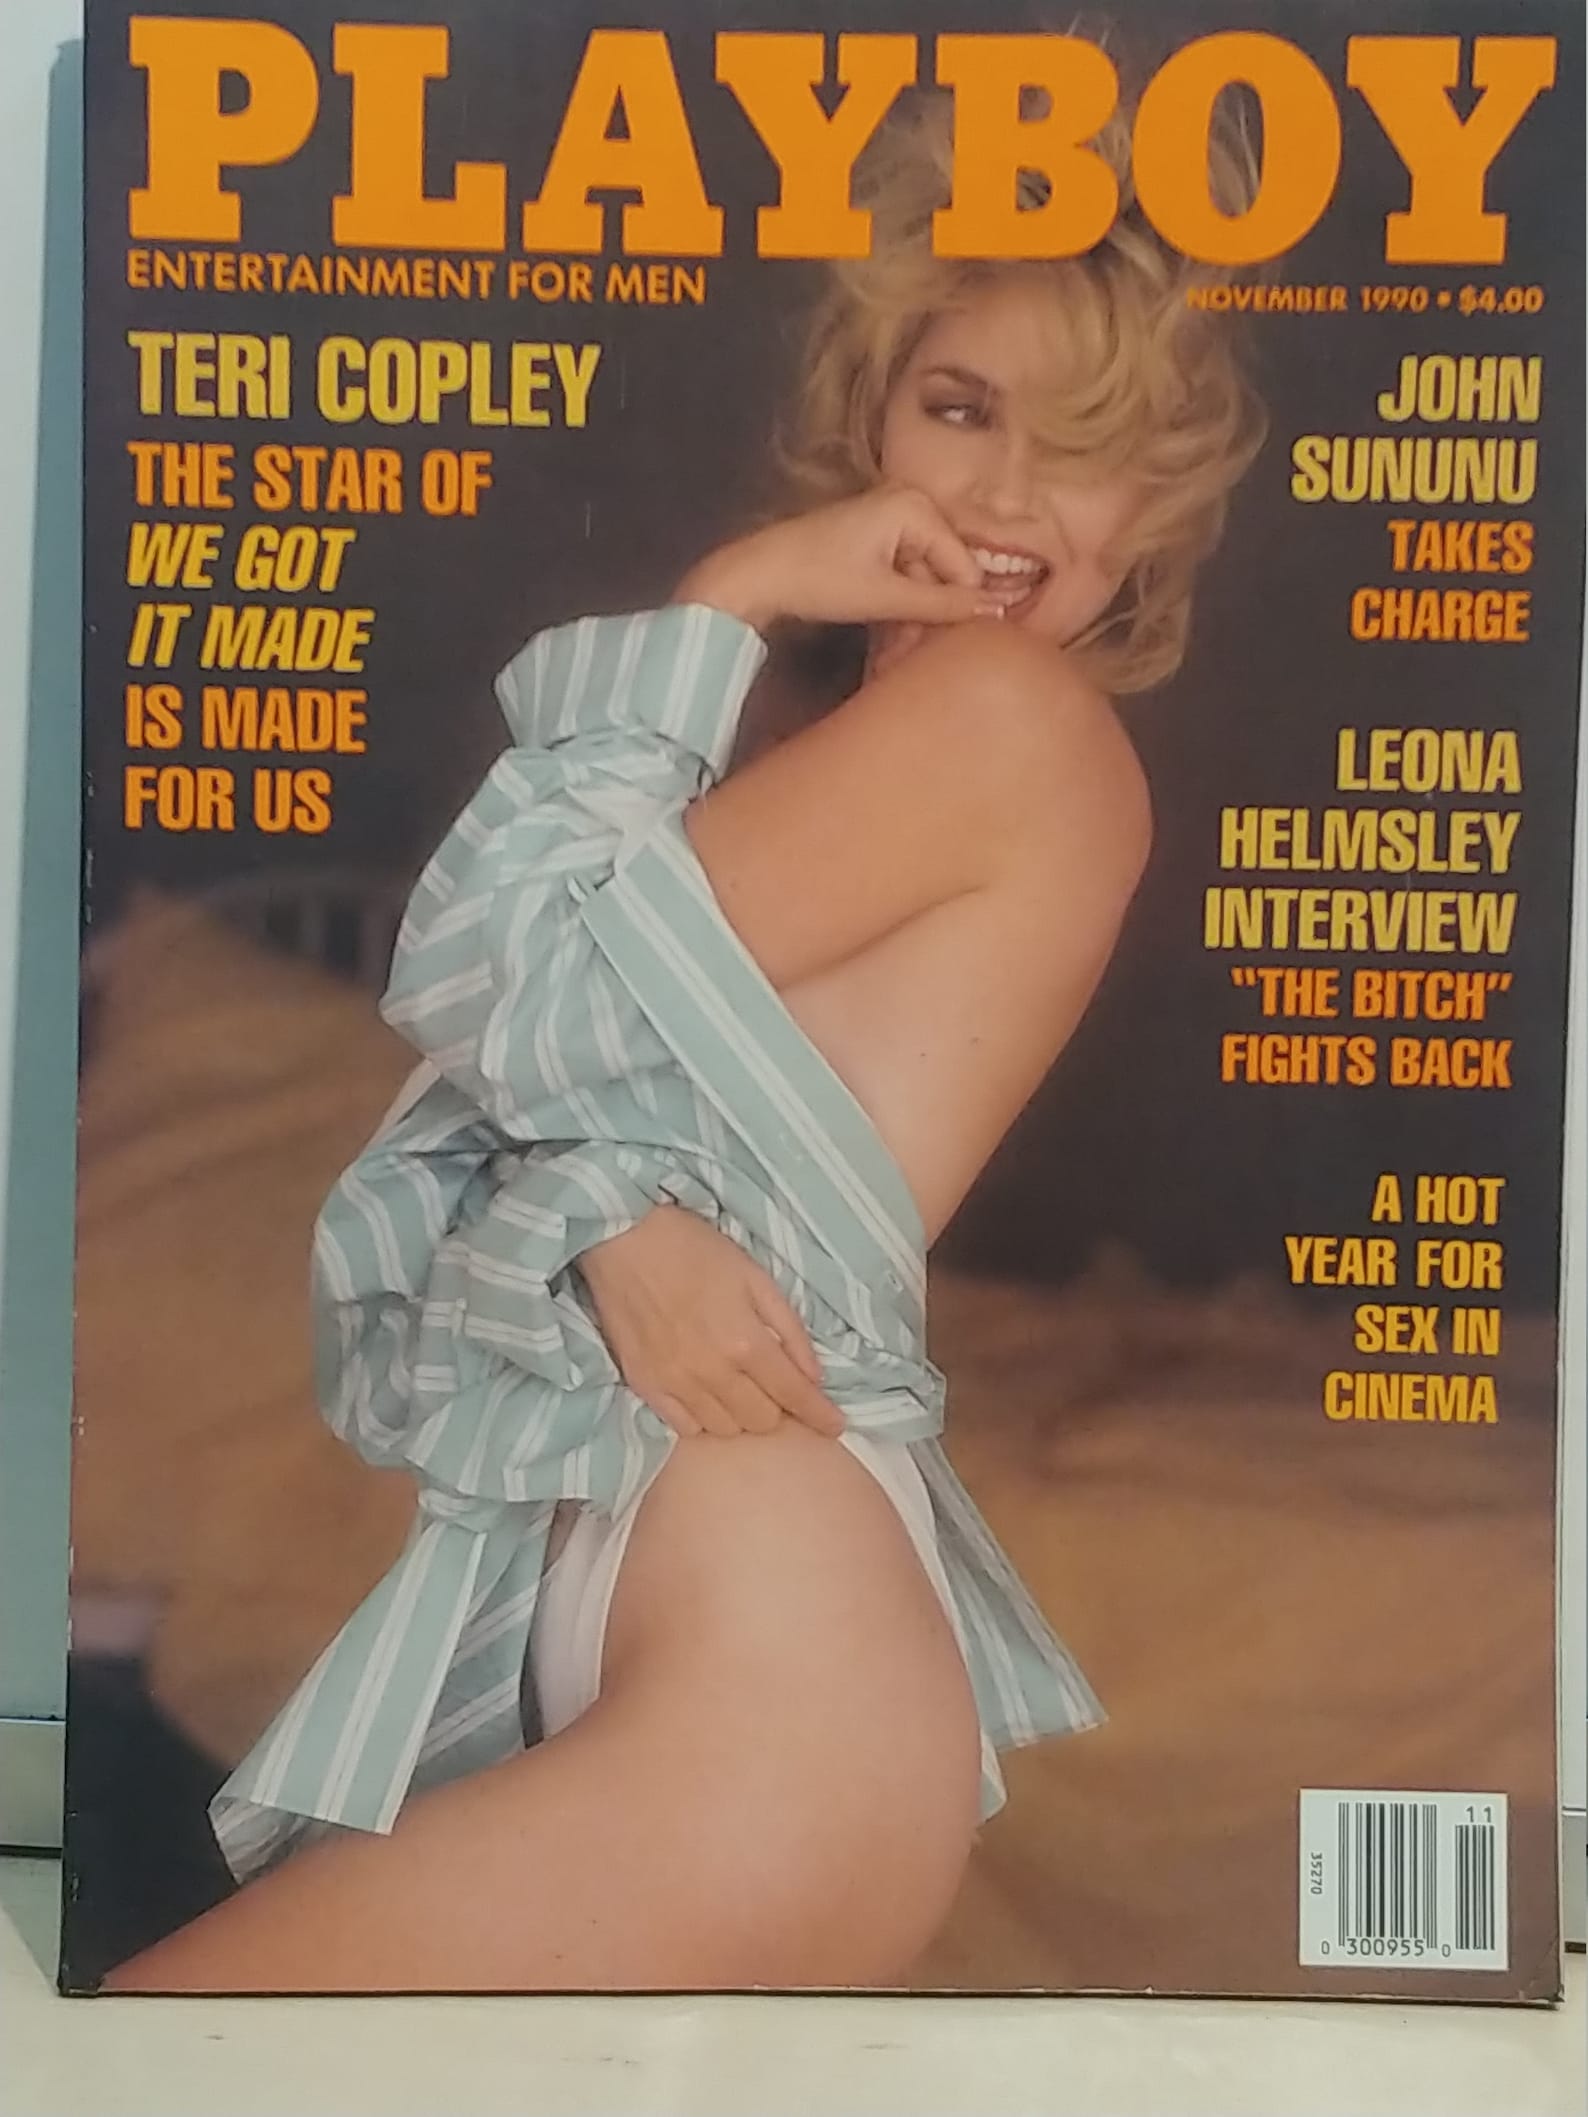 PLAYBOY
ENTERTAINMENT FOR MEN
NOVEMBER 1990 • $4.00
TERI COPLEY
THE STAR OF
WE GOT
IT MADE
IS MADE
FOR US
JOHN
SUNUNU
TAKES
CHARGE
LEONA
HELMSLEY
INTERVIEW
"THE BITCH"
FIGHTS BACK
A HOT
YEAR FOR
SEX IN
CINEMA
11
35270
0 300955 0